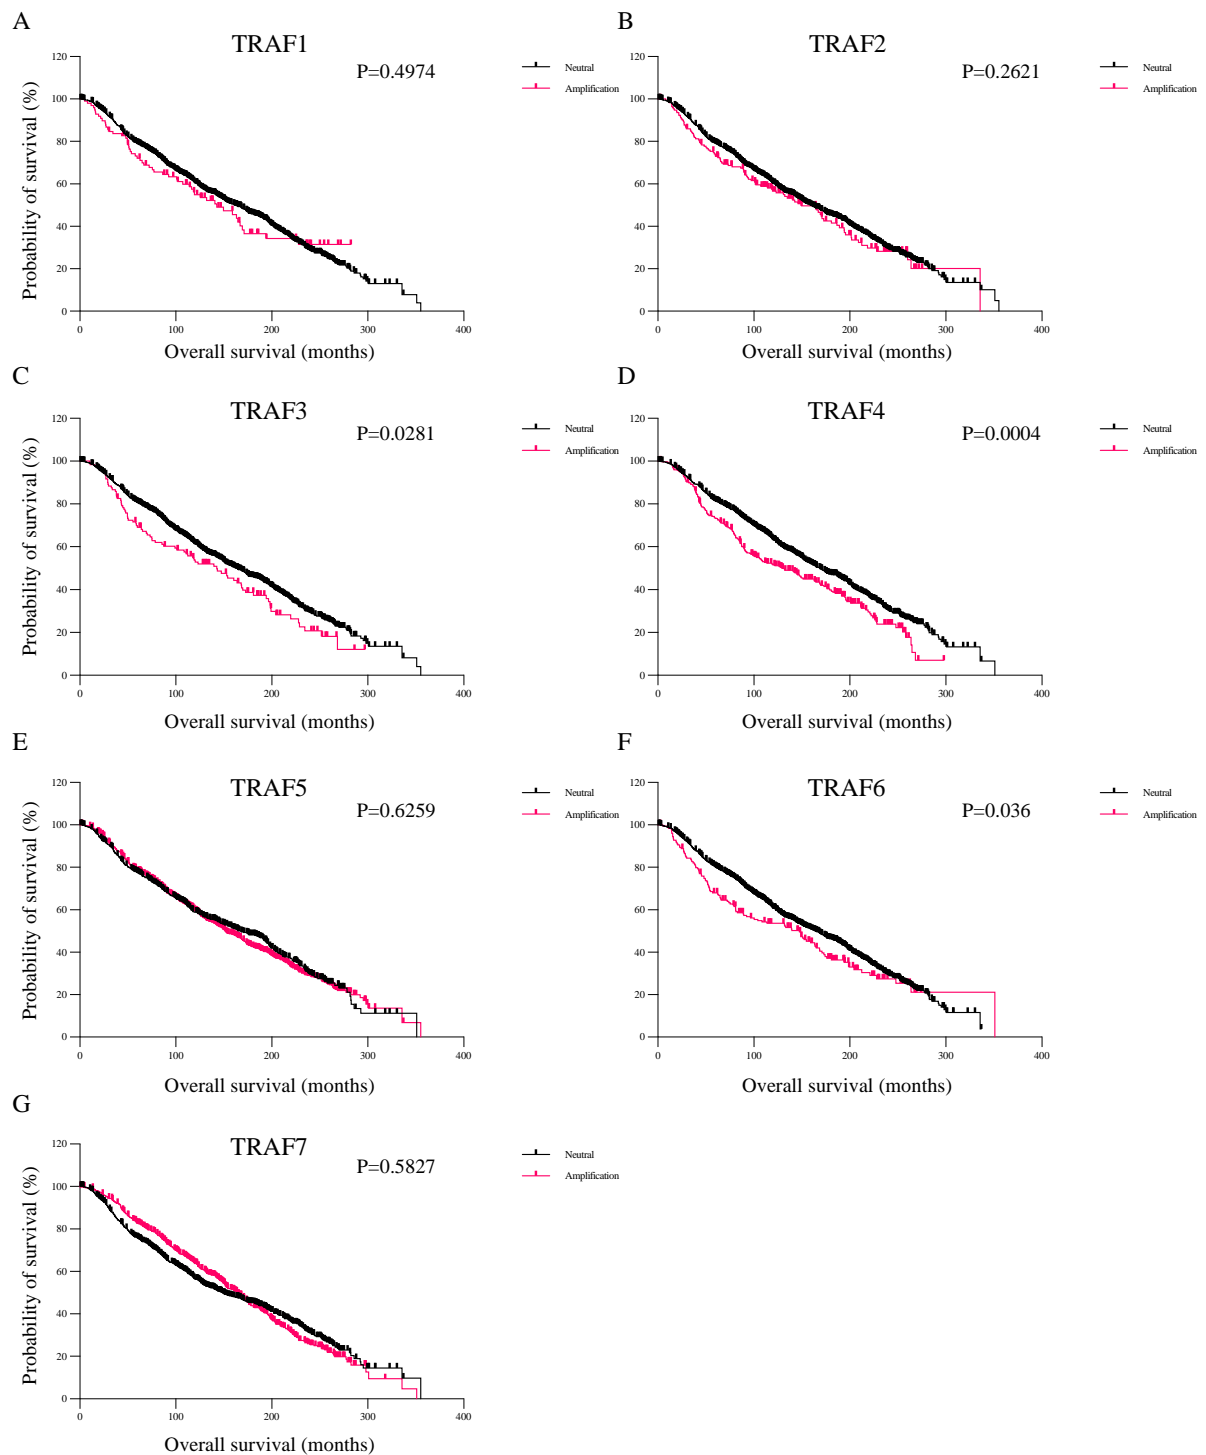 A
TRAF1
P=0.4974
Neutral
Amplification
Probability of survival (%)
120
100
80
60
40
20
0
0 100 200 300 400
Overall survival (months)
B
TRAF2
P=0.2621
Neutral
Amplification
120
100
80
60
40
20
0
0 100 200 300 400
Overall survival (months)
C
TRAF3
P=0.0281
Neutral
Amplification
Probability of survival (%)
120
100
80
60
40
20
0
0 100 200 300 400
Overall survival (months)
D
TRAF4
P=0.0004
Neutral
Amplification
120
100
80
60
40
20
0
0 100 200 300 400
Overall survival (months)
E
TRAF5
P=0.6259
Neutral
Amplification
Probability of survival (%)
120
100
80
60
40
20
0
0 100 200 300 400
Overall survival (months)
F
TRAF6
P=0.036
Neutral
Amplification
120
100
80
60
40
20
0
0 100 200 300 400
Overall survival (months)
G
TRAF7
P=0.5827
Neutral
Amplification
Probability of survival (%)
120
100
80
60
40
20
0
0 100 200 300 400
Overall survival (months)